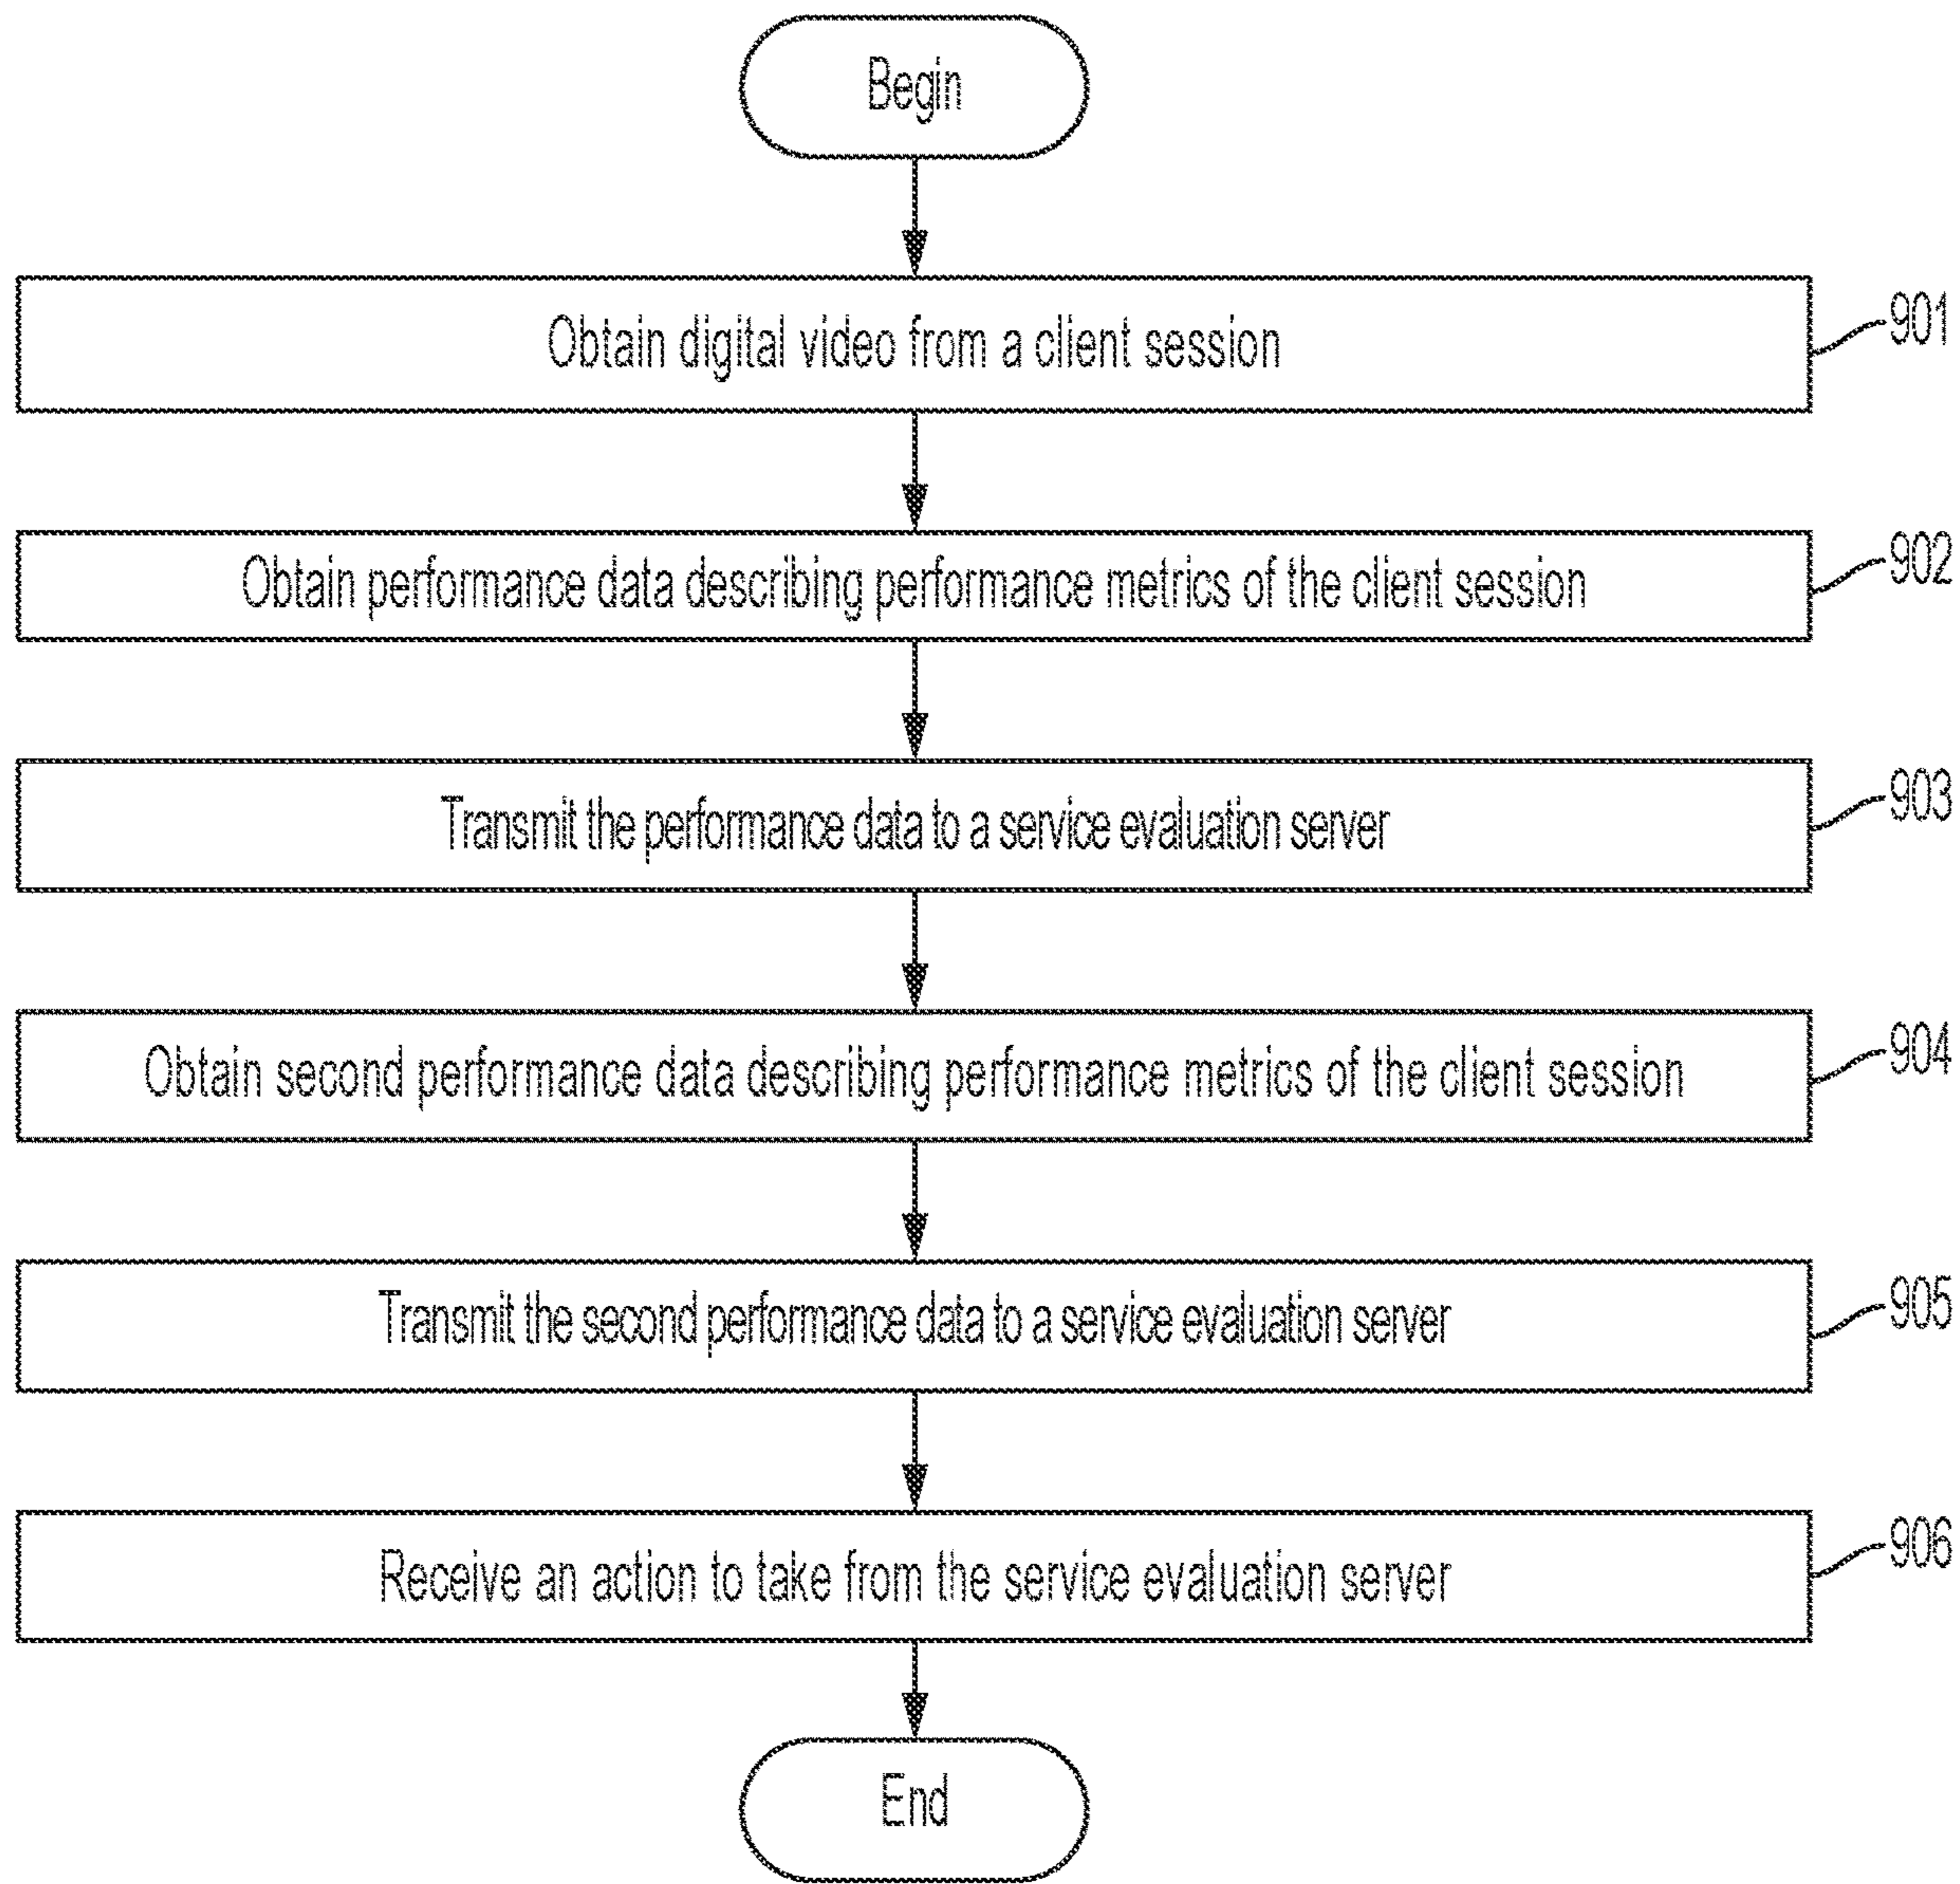 Begin
Obtain digital video from a client session
901
Obtain performance data describing performance metrics of the client session
902
Transmit the performance data to a service evaluation server
903
Obtain second performance data describing performance metrics of the client session
904
Transmit the second performance data to a service evaluation server
905
Receive an action to take from the service evaluation server
906
End